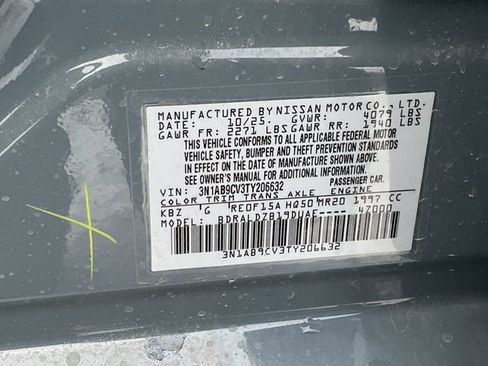 MANUFACTURED BY NISSAN MOTOR CO., LTD.
DATE: 10/25. GVWR: 4079 LBS
GAWR FR: 2271 LBS GAWR RR: 1940 LBS
THIS VEHICLE CONFORMS TO ALL APPLICABLE FEDERAL MOTOR
VEHICLE SAFETY, BUMPER AND THEFT PREVENTION STANDARDS
IN EFFECT ON THE DATE OF MANUFACTURE SHOWN ABOVE.
SEE OWNER'S MANUAL FOR ADDITIONAL INFORMATION
VIN: 3N1AB9CV3TY206632 PASSENGER CAR.
COLOR TRIM TRANS AXLE ENGINE
KBZ G RE0F15A HQ50 MR20 1997 CC
MODEL: BDRALDZB19DUAE---- 47000
3N1AB9CV3TY206632